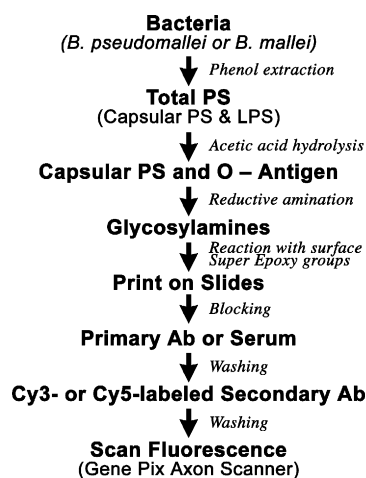 Bacteria
(B. pseudomallei or B. mallei)
Phenol extraction
Total PS
(Capsular PS & LPS)
Acetic acid hydrolysis
Capsular PS and O – Antigen
Reductive amination
Glycosylamines
Reaction with surface
Super Epoxy groups
Print on Slides
Blocking
Primary Ab or Serum
Washing
Cy3- or Cy5-labeled Secondary Ab
Washing
Scan Fluorescence
(Gene Pix Axon Scanner)